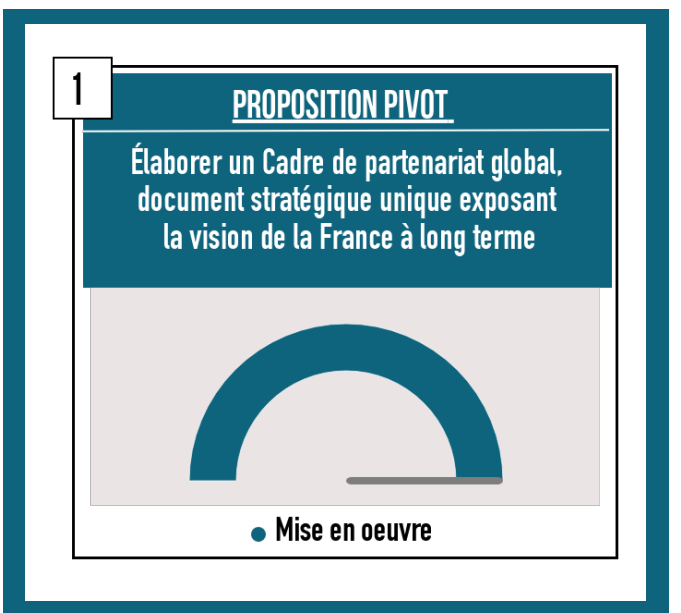 1
PROPOSITION PIVOT
Élaborer un Cadre de partenariat global,
document stratégique unique exposant
la vision de la France à long terme
Mise en oeuvre